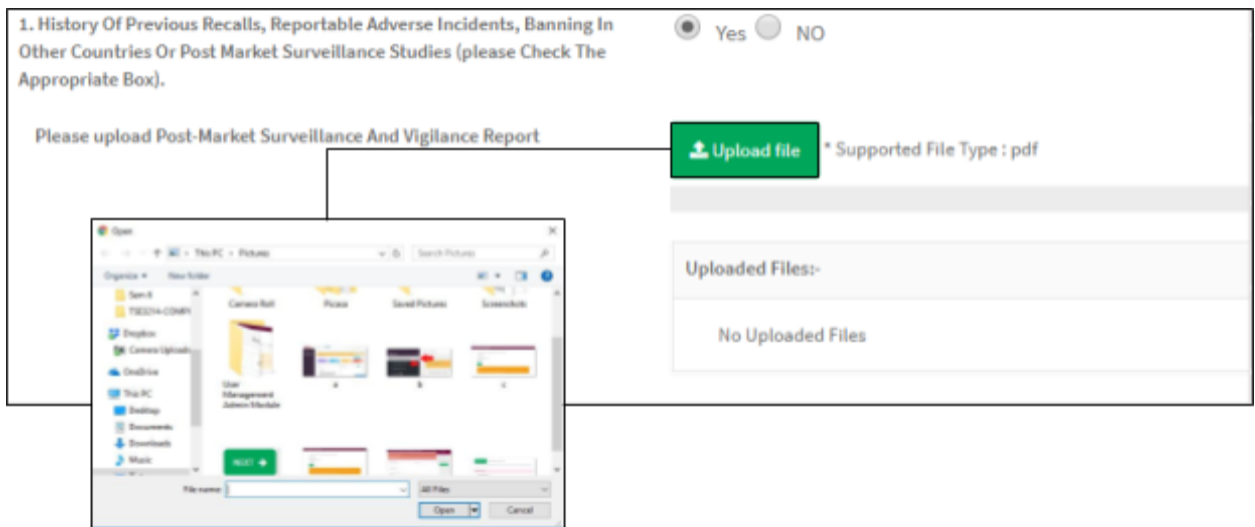 1. History Of Previous Recalls, Reportable Adverse Incidents, Banning In
Other Countries Or Post Market Surveillance Studies (please Check The
Appropriate Box).
Yes NO
Please upload Post-Market Surveillance And Vigilance Report
Upload file * Supported File Type : pdf
Uploaded Files:-
No Uploaded Files
Open
This PC > Pictures
Search Pictures
Organize New folder
Sem 6
Dropbox
Camera Uploads
OneDrive
This PC
Desktop
Documents
Downloads
Music
Camera Roll Picasa Saved Pictures Screenshots
User
Management
Admin Module
a b c
NEXT
File name: All Files
Open Cancel